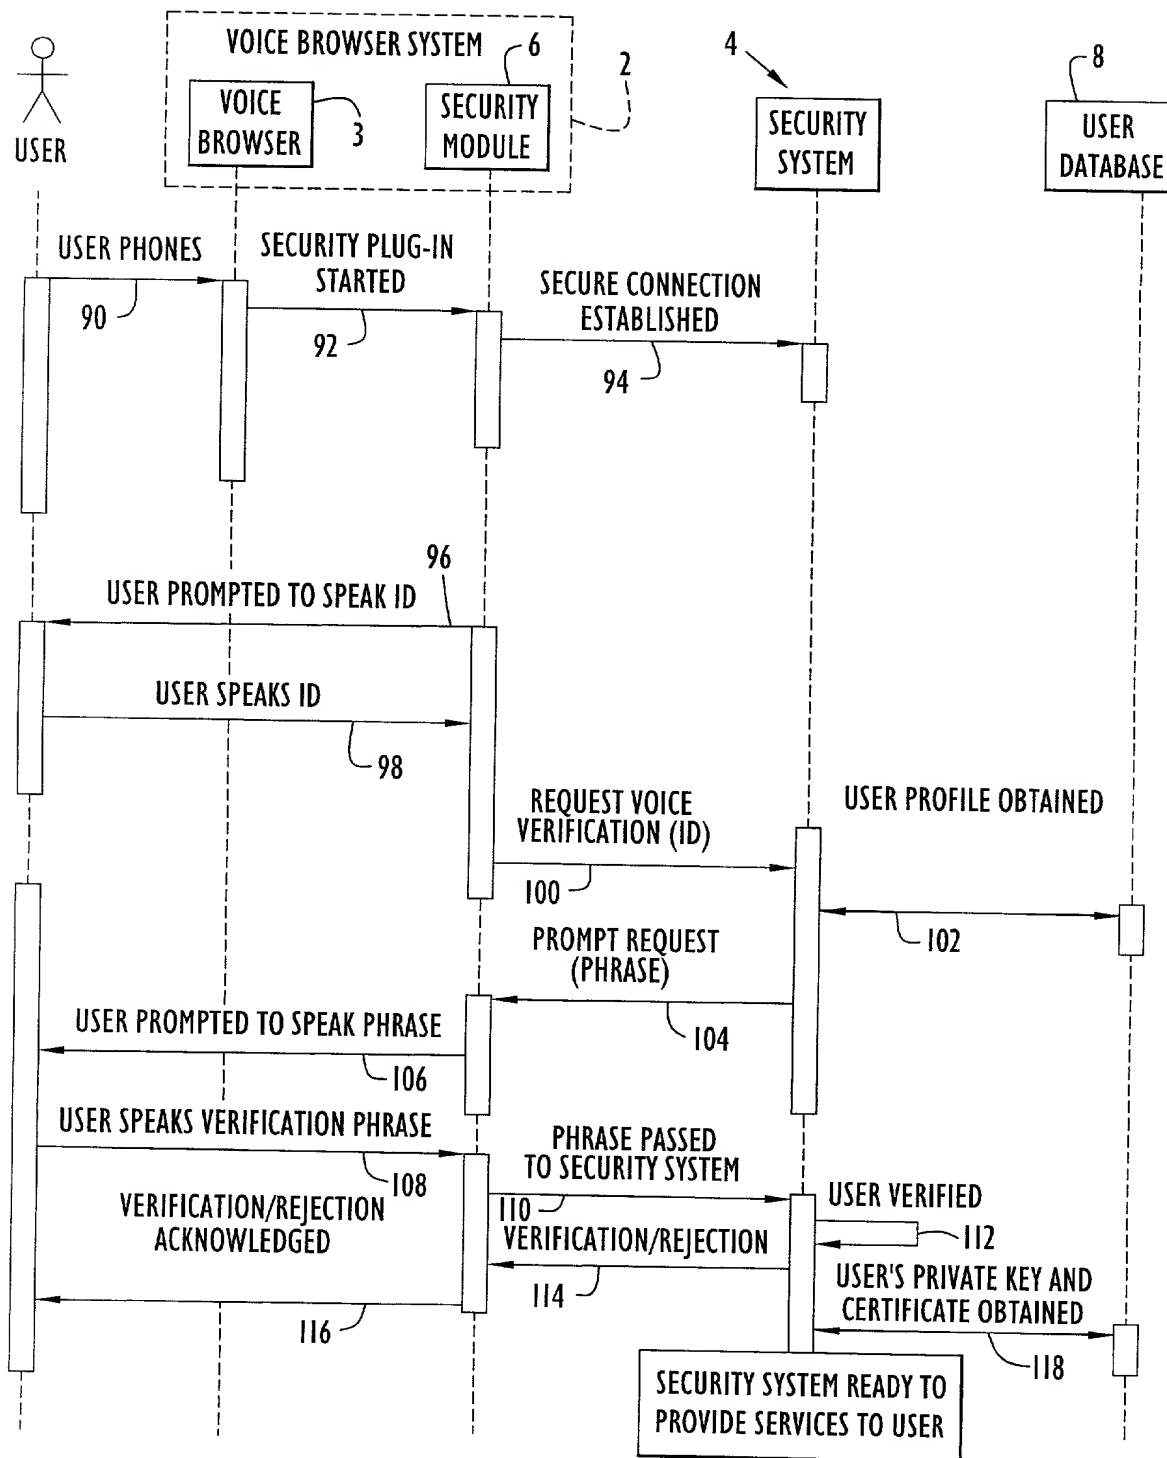 VOICE BROWSER SYSTEM
6
4
8
2
VOICE
BROWSER
3
SECURITY
MODULE
SECURITY
SYSTEM
USER
DATABASE
USER
USER PHONES
90
SECURITY PLUG-IN
STARTED
92
SECURE CONNECTION
ESTABLISHED
94
96
USER PROMPTED TO SPEAK ID
USER SPEAKS ID
98
REQUEST VOICE
VERIFICATION (ID)
100
USER PROFILE OBTAINED
102
PROMPT REQUEST
(PHRASE)
104
USER PROMPTED TO SPEAK PHRASE
106
USER SPEAKS VERIFICATION PHRASE
108
PHRASE PASSED
TO SECURITY SYSTEM
110
USER VERIFIED
112
VERIFICATION/REJECTION
ACKNOWLEDGED
VERIFICATION/REJECTION
114
116
USER'S PRIVATE KEY AND
CERTIFICATE OBTAINED
118
SECURITY SYSTEM READY TO
PROVIDE SERVICES TO USER